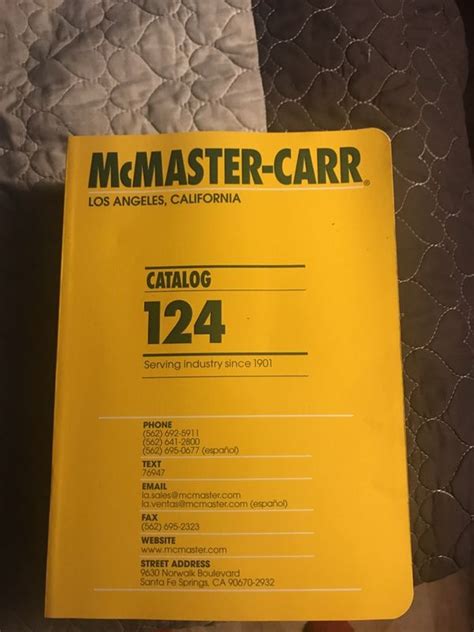 McMASTER-CARR®
LOS ANGELES, CALIFORNIA
CATALOG
124
Serving industry since 1901
PHONE
(562) 692-5911
(562) 641-2800
(562) 695-0677 (español)
TEXT
76947
EMAIL
la.sales@mcmaster.com
la.ventas@mcmaster.com (español)
FAX
(562) 695-2323
WEBSITE
www.mcmaster.com
STREET ADDRESS
9630 Norwalk Boulevard
Santa Fe Springs, CA 90670-2932